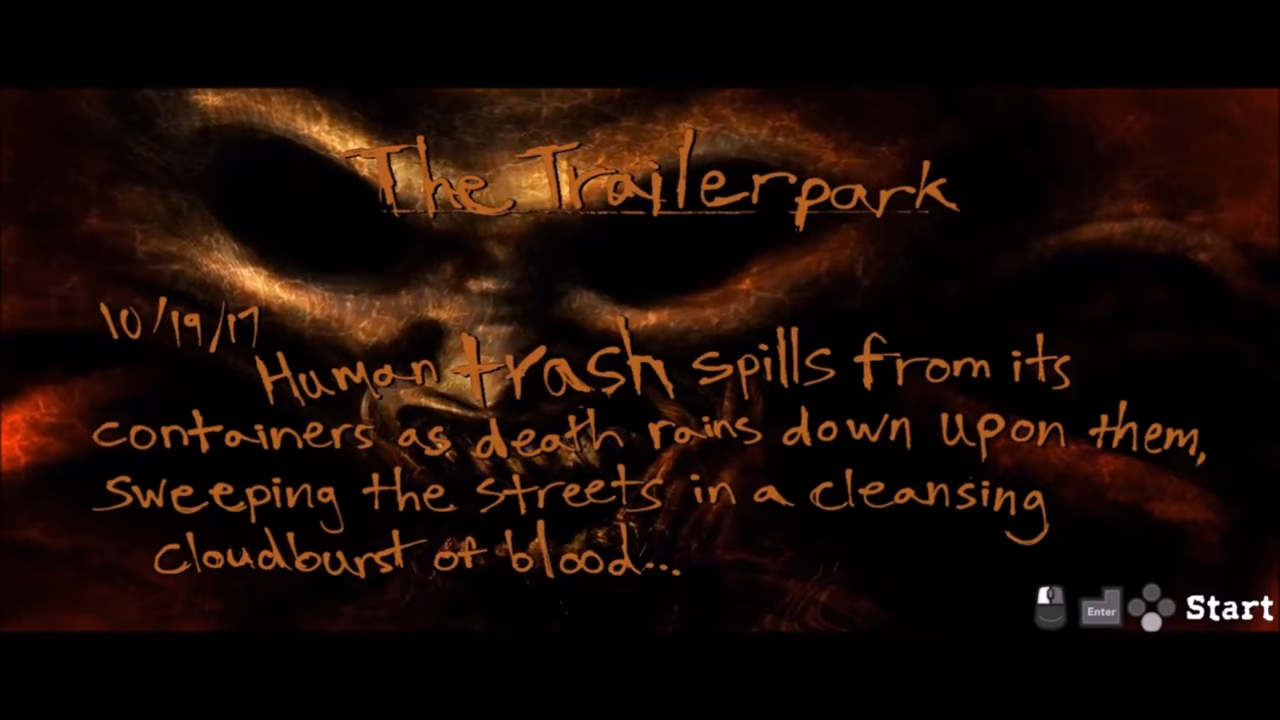 The Trailerpark
10/19/17
Human trash spills from its
containers as death rains down upon them,
sweeping the streets in a cleansing
cloudburst of blood...
Enter Start